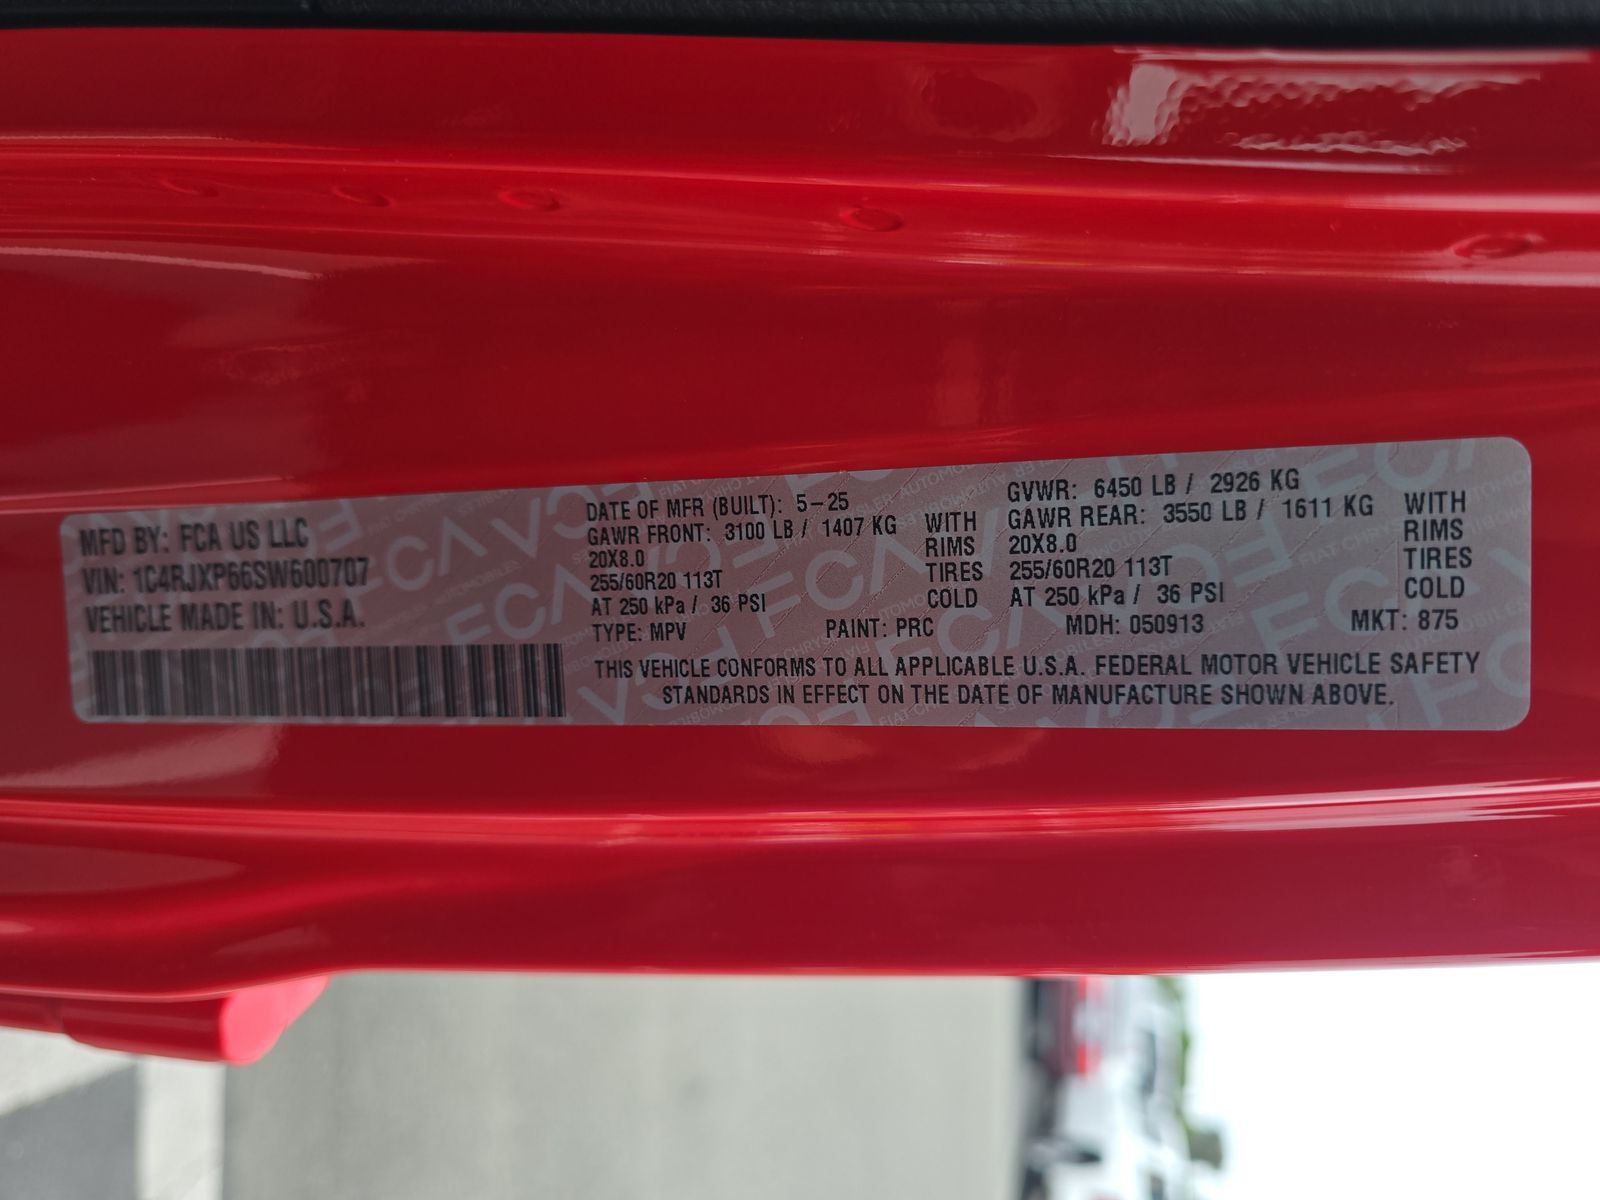 MFD BY: FCA US LLC
VIN: 1C4RJXP66SW600707
VEHICLE MADE IN: U.S.A.
DATE OF MFR (BUILT): 5-25
GAWR FRONT: 3100 LB / 1407 KG WITH
20X8.0 RIMS
255/60R20 113T TIRES
AT 250 kPa / 36 PSI COLD
GVWR: 6450 LB / 2926 KG
GAWR REAR: 3550 LB / 1611 KG WITH
20X8.0 RIMS
255/60R20 113T TIRES
AT 250 kPa / 36 PSI COLD
TYPE: MPV PAINT: PRC MDH: 050913 MKT: 875
THIS VEHICLE CONFORMS TO ALL APPLICABLE U.S.A. FEDERAL MOTOR VEHICLE SAFETY
STANDARDS IN EFFECT ON THE DATE OF MANUFACTURE SHOWN ABOVE.